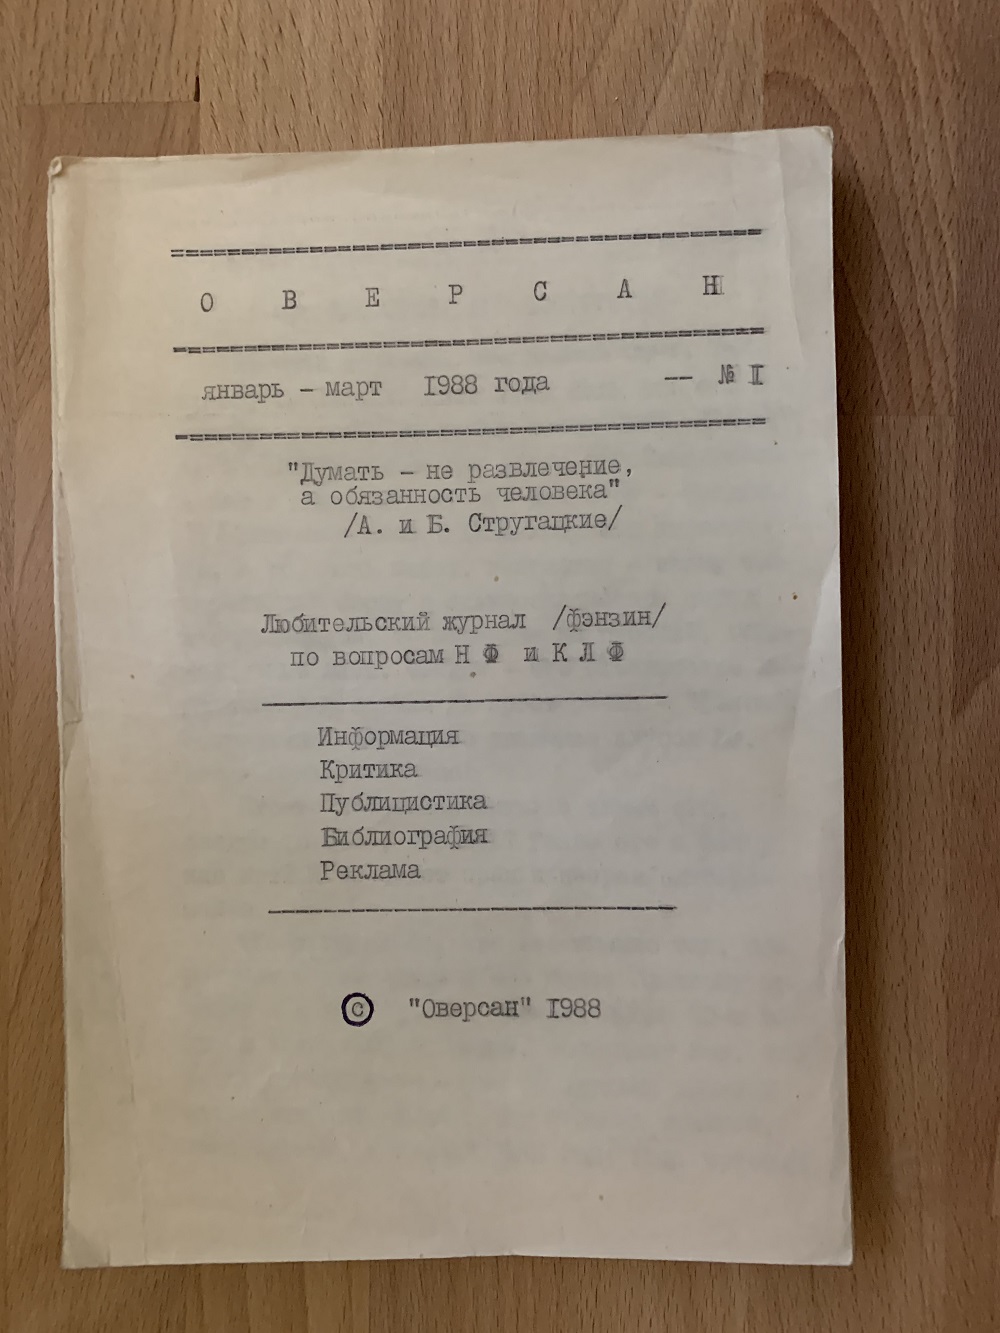 О В Е Р С А Н
январь - март 1988 года -- № I
"Думать - не развлечение,
а обязанность человека"
/А. и Б. Стругацкие/
Любительский журнал /фэнзин/
по вопросам Н Ф и К Л Ф
Информация
Критика
Публицистика
Библиография
Реклама
© "Оверсан" 1988